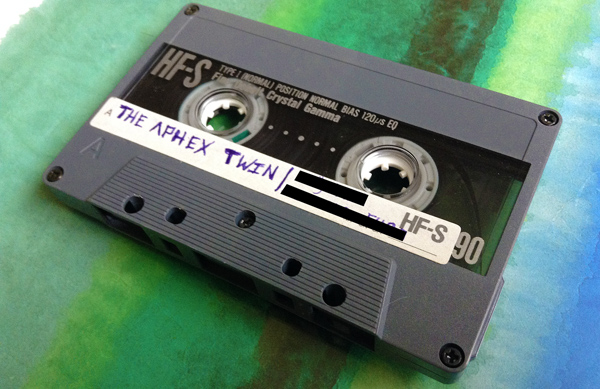 HF-S
TYPE I (NORMAL) POSITION NORMAL BIAS 120µs EQ
Crystal Gamma
A THE APHEX TWIN /
HF-S
90
A